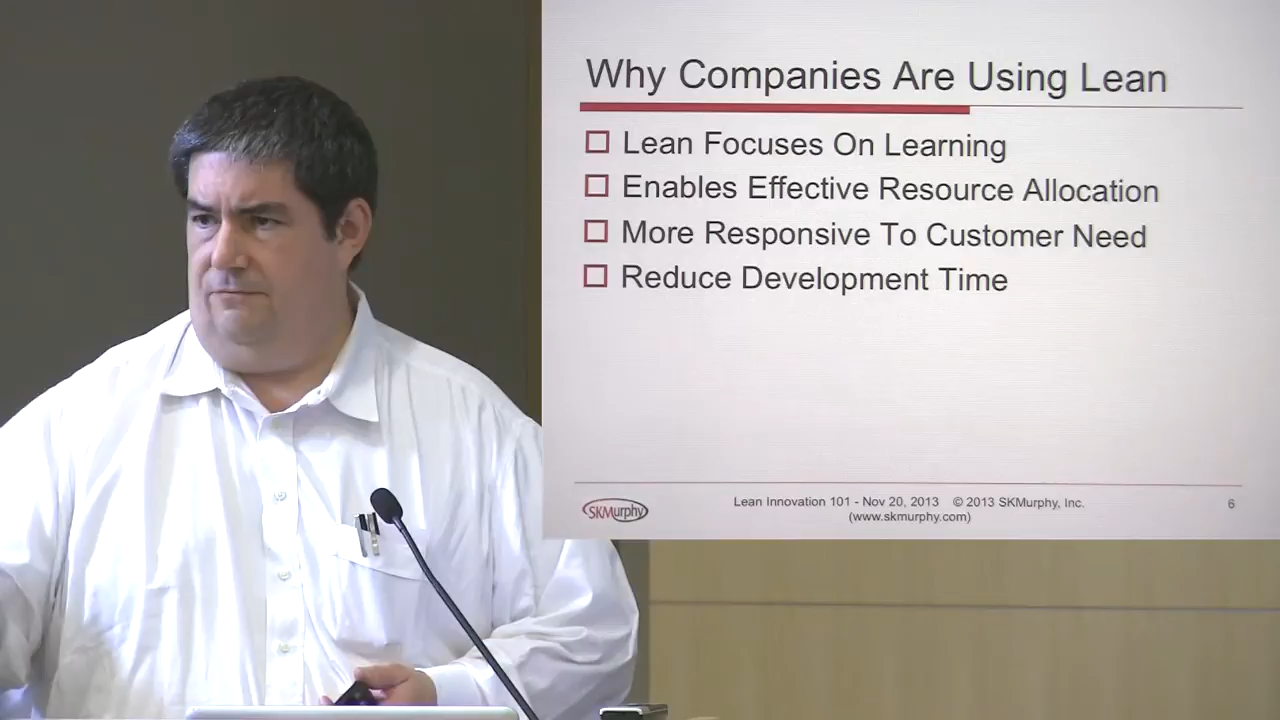 Why Companies Are Using Lean
Lean Focuses On Learning
Enables Effective Resource Allocation
More Responsive To Customer Need
Reduce Development Time
SKMurphy
Lean Innovation 101 - Nov 20, 2013 © 2013 SKMurphy, Inc.
(www.skmurphy.com)
6